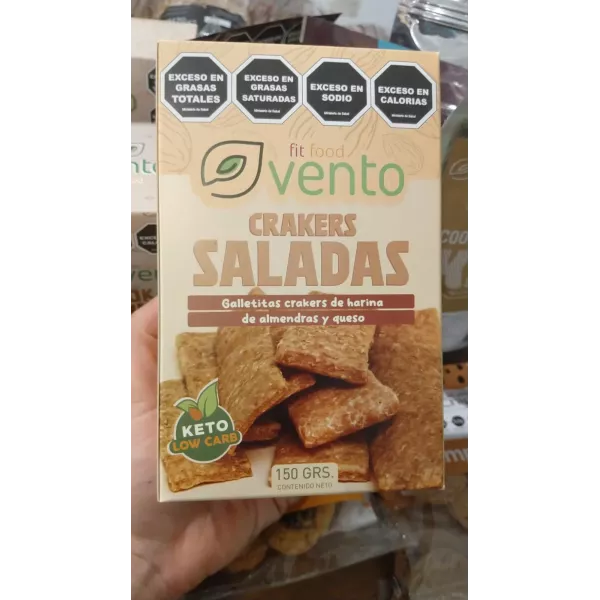 EXCESO EN
GRASAS
TOTALES
EXCESO EN
GRASAS
SATURADAS
EXCESO EN
SODIO
EXCESO EN
CALORÍAS
fit food
vento
CRAKERS
SALADAS
Galletitas crakers de harina
de almendras y queso
KETO
LOW CARB
150 GRS.
CONTENIDO NETO
vento